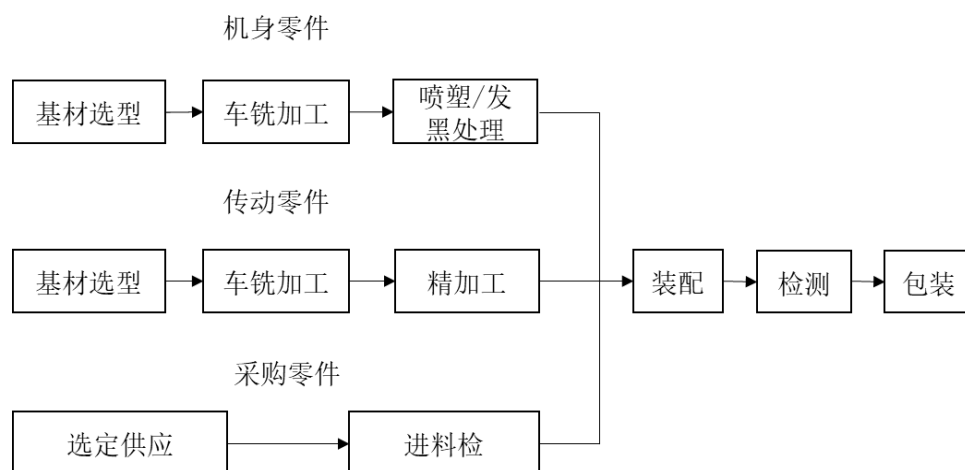 机身零件
基材选型
车铣加工
喷塑/发
黑处理
传动零件
基材选型
车铣加工
精加工
装配
检测
包装
采购零件
选定供应
进料检